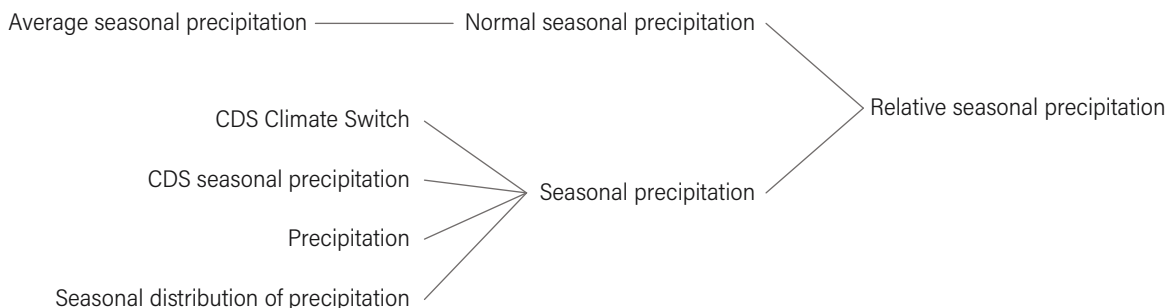 Average seasonal precipitation
Normal seasonal precipitation
Relative seasonal precipitation
CDS Climate Switch
CDS seasonal precipitation
Seasonal precipitation
Precipitation
Seasonal distribution of precipitation